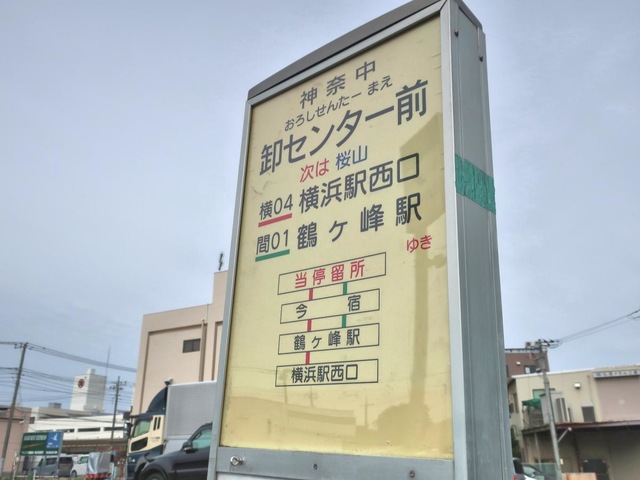 神奈中
おろしせんたー まえ
卸センター前
次は 桜山
横04 横浜駅西口
間01 鶴ヶ峰駅
ゆき
当停留所
今宿
鶴ヶ峰駅
横浜駅西口